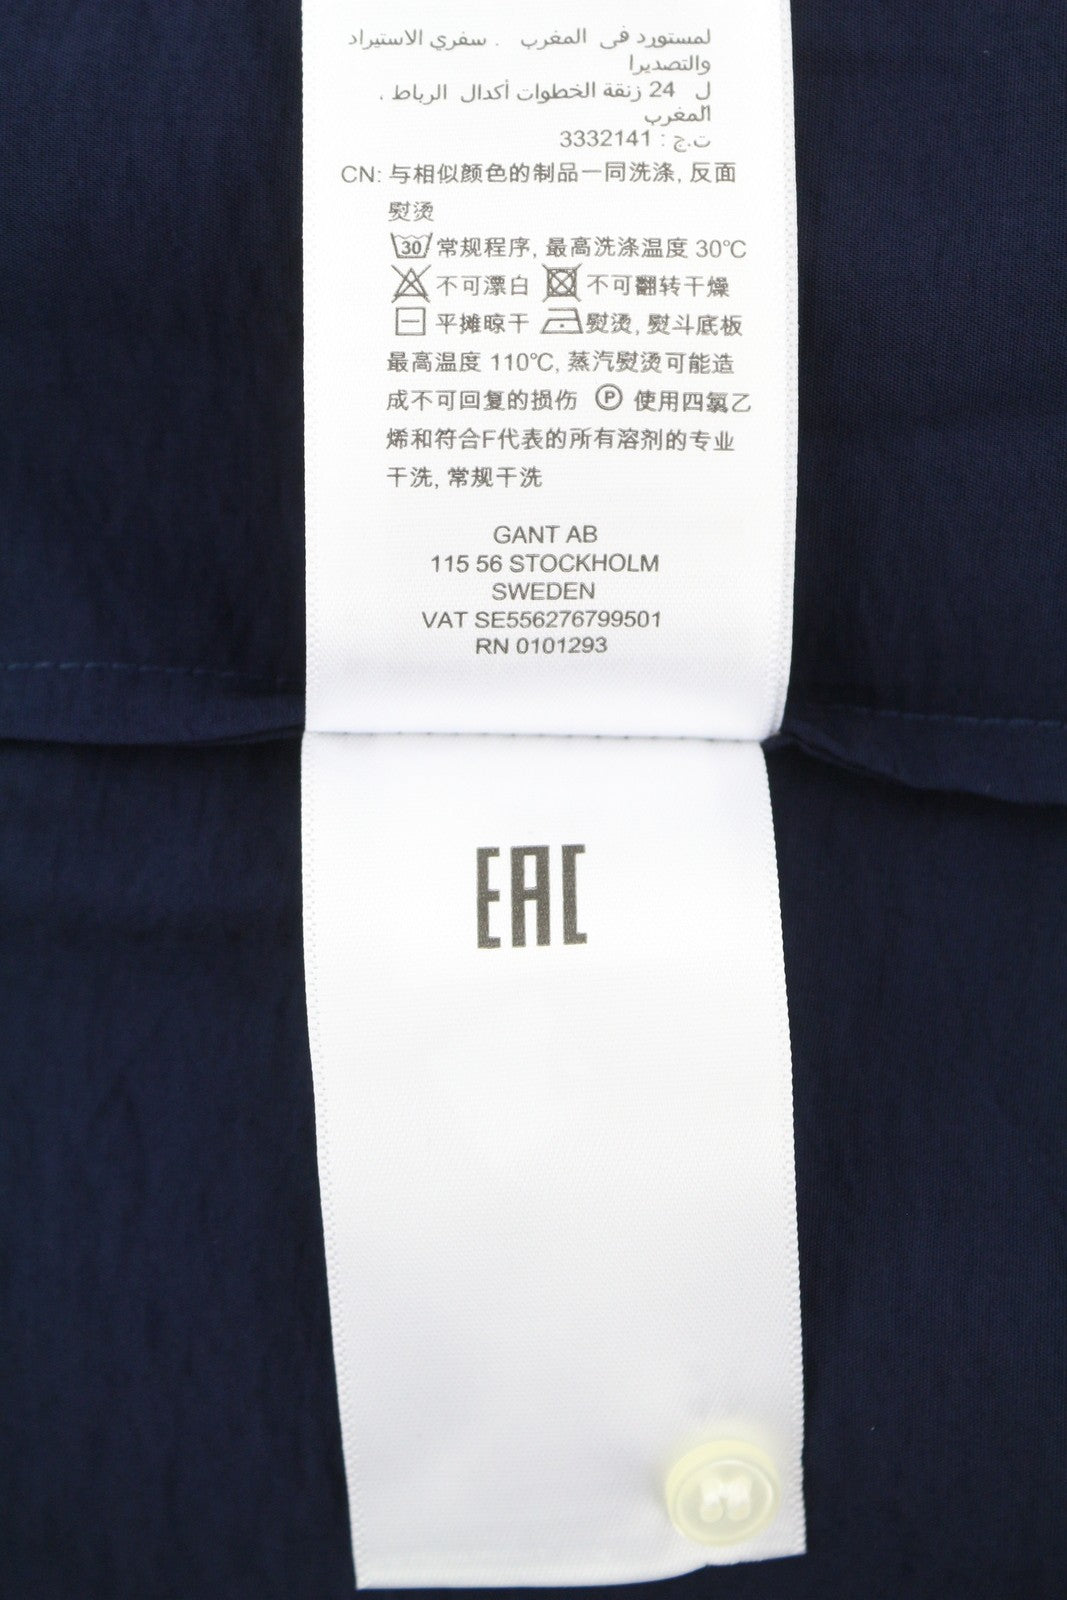 لمستورد فى المغرب . سفري الاستيراد
والتصديرا
ل 24 زنقة الخطوات أكدال الرباط ،
المغرب
ت.ج : 3332141
CN: 与相似颜色的制品一同洗涤, 反面
熨烫
30 常规程序, 最高洗涤温度 30℃
不可漂白 不可翻转干燥
平摊晾干 熨烫, 熨斗底板
最高温度 110℃, 蒸汽熨烫可能造
成不可回复的损伤 P 使用四氯乙
烯和符合F代表的所有溶剂的专业
干洗, 常规干洗
GANT AB
115 56 STOCKHOLM
SWEDEN
VAT SE556276799501
RN 0101293
EAC